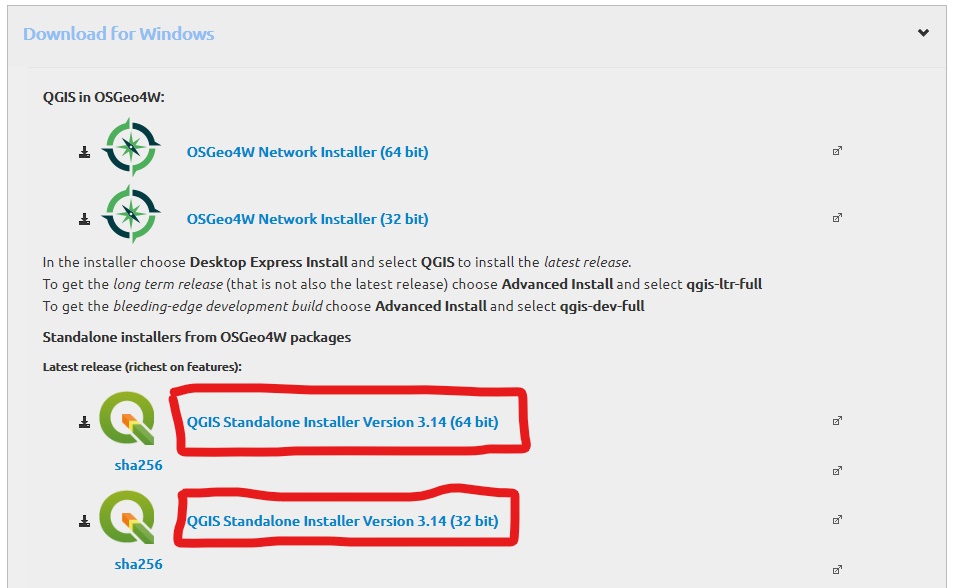 Download for Windows
QGIS in OSGeo4W:
OSGeo4W Network Installer (64 bit)
OSGeo4W Network Installer (32 bit)
In the installer choose Desktop Express Install and select QGIS to install the latest release.
To get the long term release (that is not also the latest release) choose Advanced Install and select qgis-ltr-full
To get the bleeding-edge development build choose Advanced Install and select qgis-dev-full
Standalone installers from OSGeo4W packages
Latest release (richest on features):
QGIS Standalone Installer Version 3.14 (64 bit)
sha256
QGIS Standalone Installer Version 3.14 (32 bit)
sha256